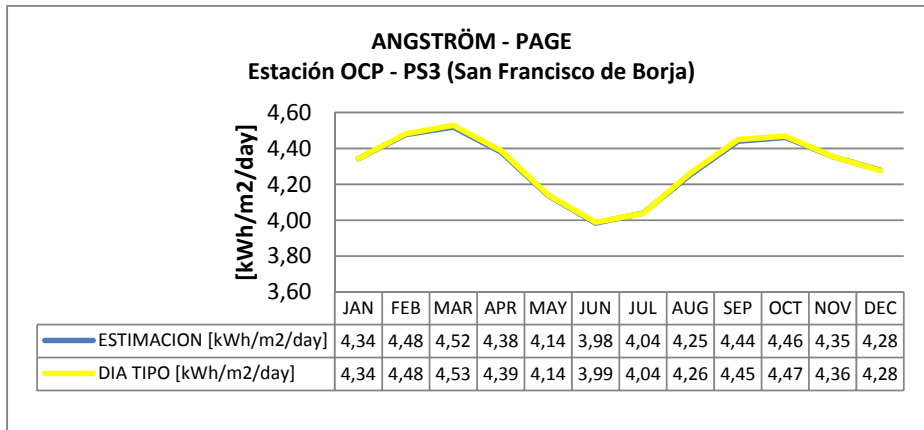 ANGSTRÖM - PAGE
Estación OCP - PS3 (San Francisco de Borja)
[kWh/m2/day]
4,60
4,40
4,20
4,00
3,80
3,60
JAN FEB MAR APR MAY JUN JUL AUG SEP OCT NOV DEC
ESTIMACION [kWh/m2/day] 4,34 4,48 4,52 4,38 4,14 3,98 4,04 4,25 4,44 4,46 4,35 4,28
DIA TIPO [kWh/m2/day] 4,34 4,48 4,53 4,39 4,14 3,99 4,04 4,26 4,45 4,47 4,36 4,28